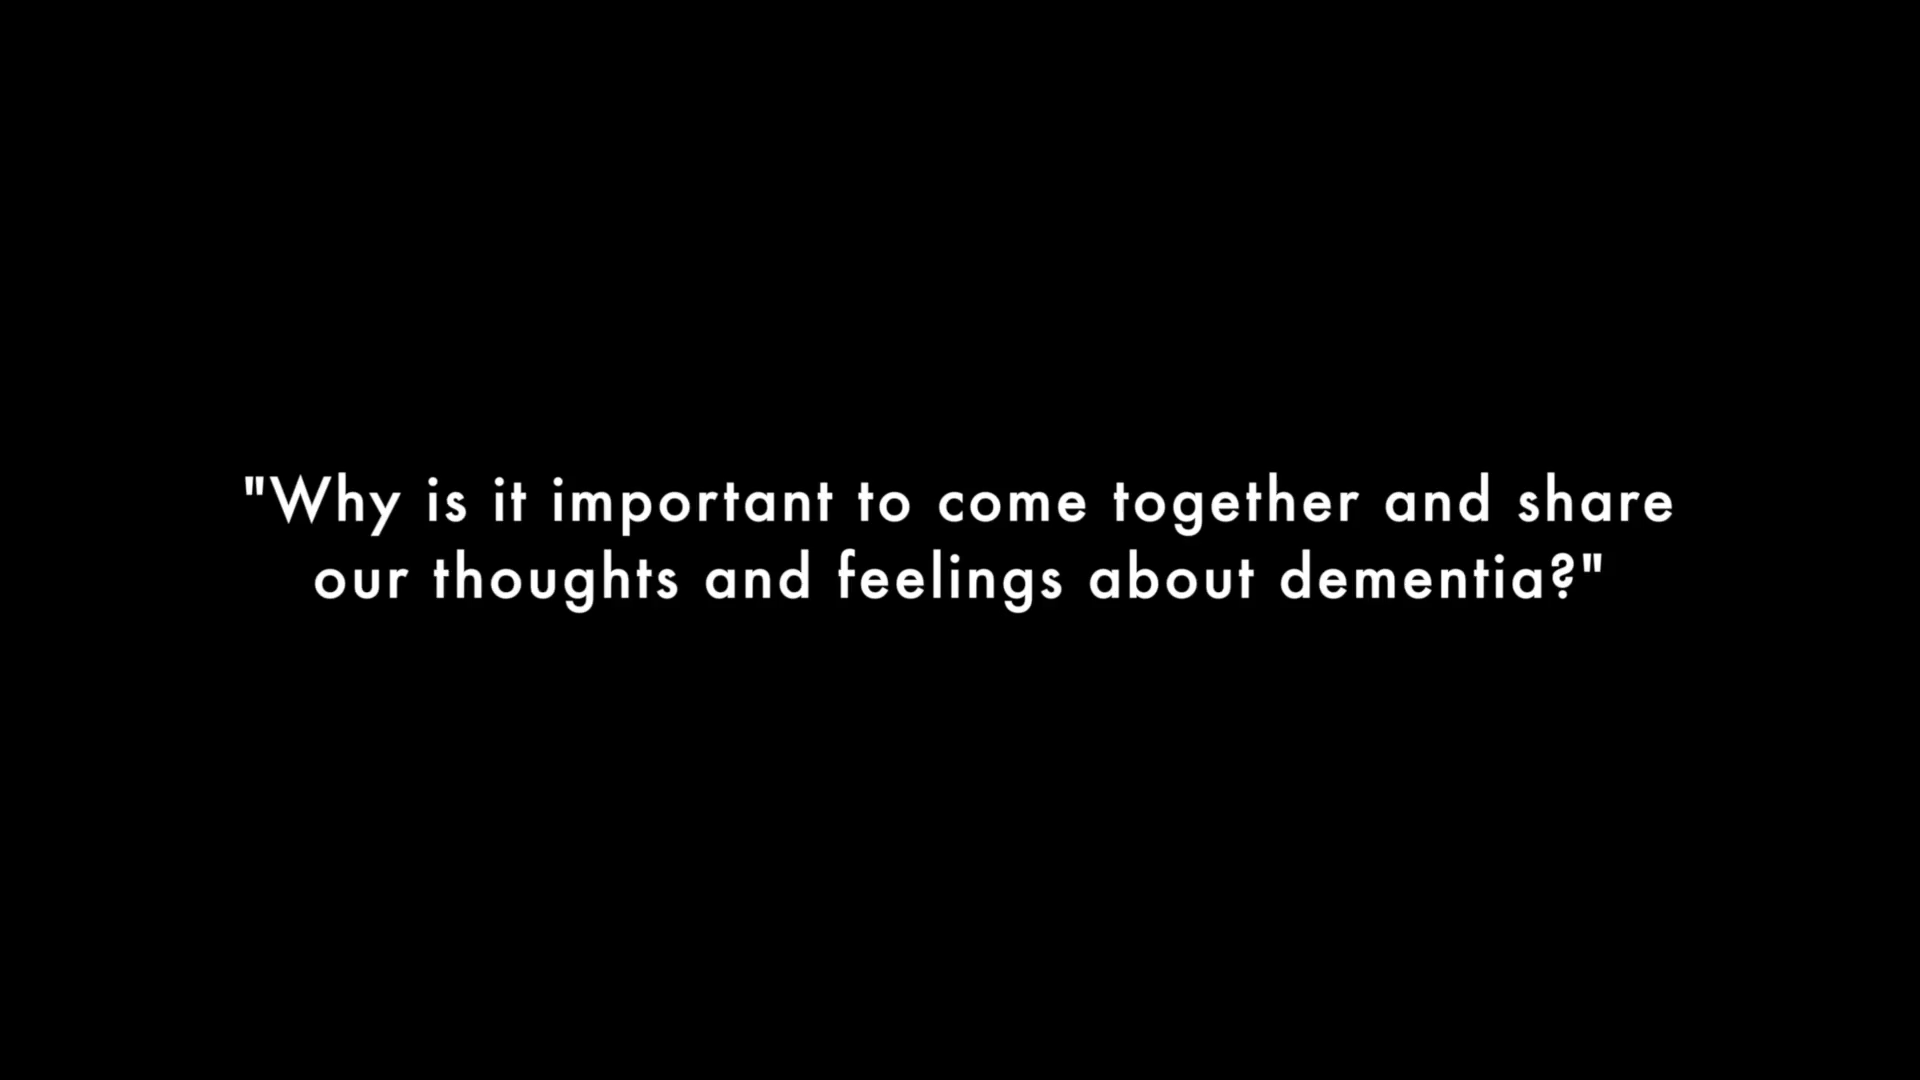 "Why is it important to come together and share
our thoughts and feelings about dementia?"